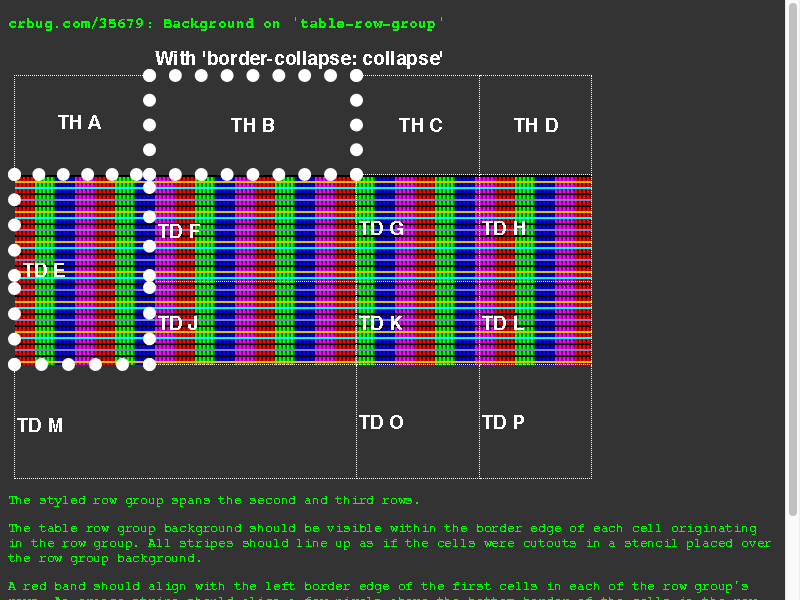 crbug.com/35679: Background on 'table-row-group'
With 'border-collapse: collapse'
TH A
TH B
TH C
TH D
TD E
TD F
TD G
TD H
TD J
TD K
TD L
TD M
TD O
TD P
The styled row group spans the second and third rows.
The table row group background should be visible within the border edge of each cell originating
in the row group. All stripes should line up as if the cells were cutouts in a stencil placed over
the row group background.
A red band should align with the left border edge of the first cells in each of the row group's